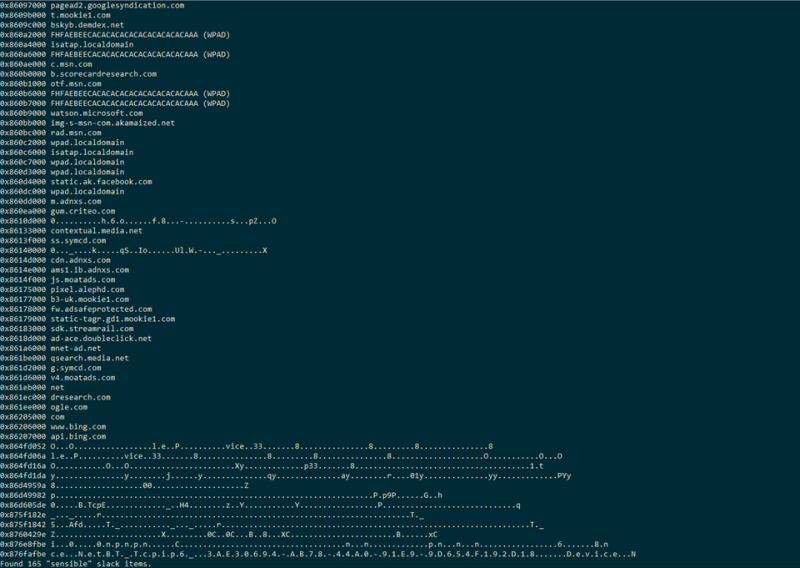 0x86097000 pagead2.googlesyndication.com
0x8609b000 t.mookie1.com
0x8609c000 bskyb.demdex.net
0x860a2000 FHFAEBEECACACACACACACACACACACAAA (WPAD)
0x860a4000 isatap.localdomain
0x860a6000 FHFAEBEECACACACACACACACACACACAAA (WPAD)
0x860ae000 c.msn.com
0x860b0000 b.scorecardresearch.com
0x860b1000 otf.msn.com
0x860b6000 FHFAEBEECACACACACACACACACACACAAA (WPAD)
0x860b7000 FHFAEBEECACACACACACACACACACACAAA (WPAD)
0x860b9000 watson.microsoft.com
0x860bb000 img-s-msn-com.akamaized.net
0x860bc000 rad.msn.com
0x860c2000 wpad.localdomain
0x860c6000 isatap.localdomain
0x860c7000 wpad.localdomain
0x860d3000 wpad.localdomain
0x860d4000 static.ak.facebook.com
0x860dc000 wpad.localdomain
0x860dd000 m.adnxs.com
0x860ea000 gum.criteo.com
0x8610d000 0..........h.6.o......f.8...-..........s...pZ...O
0x86133000 contextual.media.net
0x8613f000 ss.symcd.com
0x86140000 0..._....k.....qS..Io......Ul.W.-..._.........X
0x8614d000 cdn.adnxs.com
0x8614e000 ams1.ib.adnxs.com
0x8614f000 js.moatads.com
0x86175000 pixel.alephd.com
0x86177000 b3-uk.mookie1.com
0x86178000 fw.adsafeprotected.com
0x86179000 static-tagr.gd1.mookie1.com
0x86183000 sdk.streamrail.com
0x8618d000 ad-ace.doubleclick.net
0x861a6000 mnet-ad.net
0x861be000 qsearch.media.net
0x861d2000 g.symcd.com
0x861d6000 v4.moatads.com
0x861eb000 net
0x861ec000 dresearch.com
0x861ee000 ogle.com
0x86205000 com
0x86206000 www.bing.com
0x86207000 api.bing.com
0x864fd052 O...O..................l.e..P..........vice..33.......8.........8.........8.........8...............8
0x864fd06a l.e..P..........vice..33.......8.........8.........8.........8...............O...........O...O
0x864fd16a O...........O...O.......................Xy............p33.......8......................................1.t
0x864fd1da y...............y........j......y...............qy..............ay........r....01y........yy.............PYy
0x86d4959a 8...................00....................Z
0x86d49982 p....................................................................P.p9P......G..h
0x86d605de 0.....B.TcpE............._..H4........z..Y...........Y.................P.............................q
0x875f182e ._..._.....r.........................................................................T._
0x875f1842 5...Afd.....T._............_..._.....r...................................................................T._
0x8760429e Z.......................X.........0C..0C...B..8...XC.......................B......xC
0x876e8fbe i...0....0.n.p.n.n.....C...................................n....n....pn....n....n..........6.......8.n
0x876fafbe c.e...N.e.t.B.T._.T.c.p.i.p.6._...3.A.E.3.0.6.9.4.-.A.B.7.8.-.4.4.A.0.-.9.1.E.9.-.9.D.6.5.4.F.1.9.2.D.1.8.......D.e.v.i.c.e...N
Found 165 "sensible" slack items.